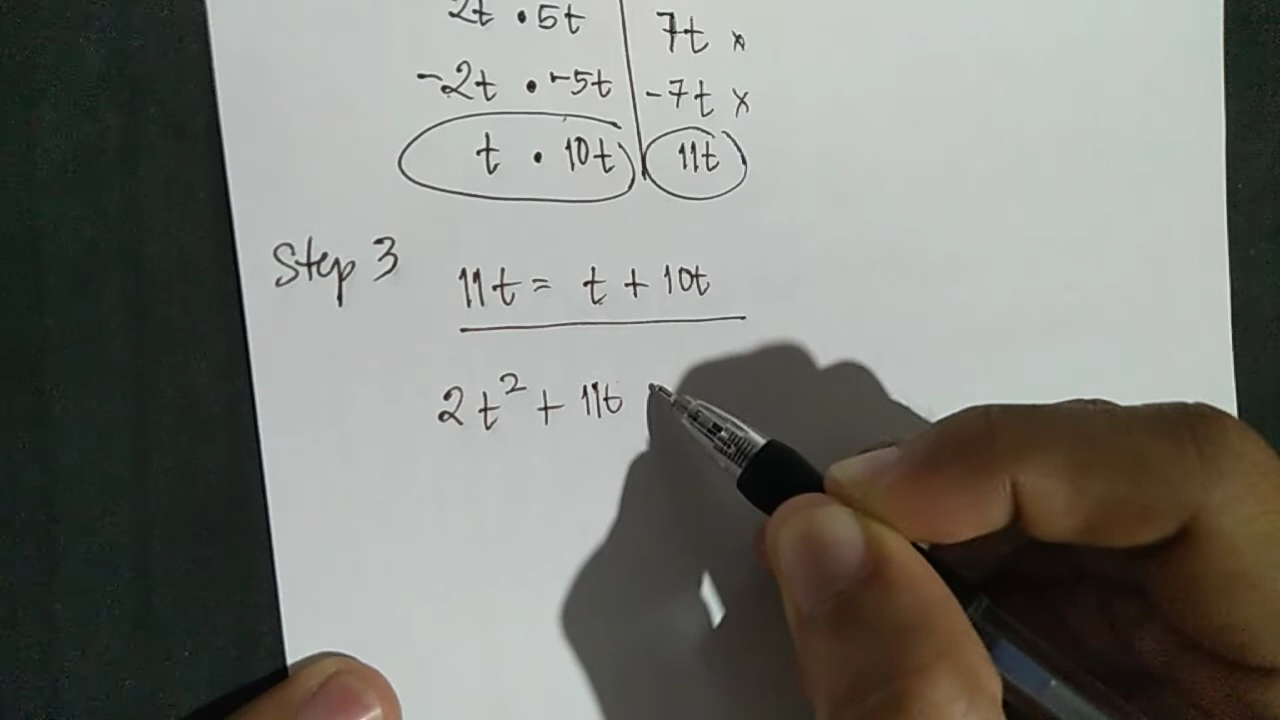 2t • 5t 7t x
-2t • -5t -7t x
t • 10t 11t
Step 3
11t = t + 10t
2t² + 11t